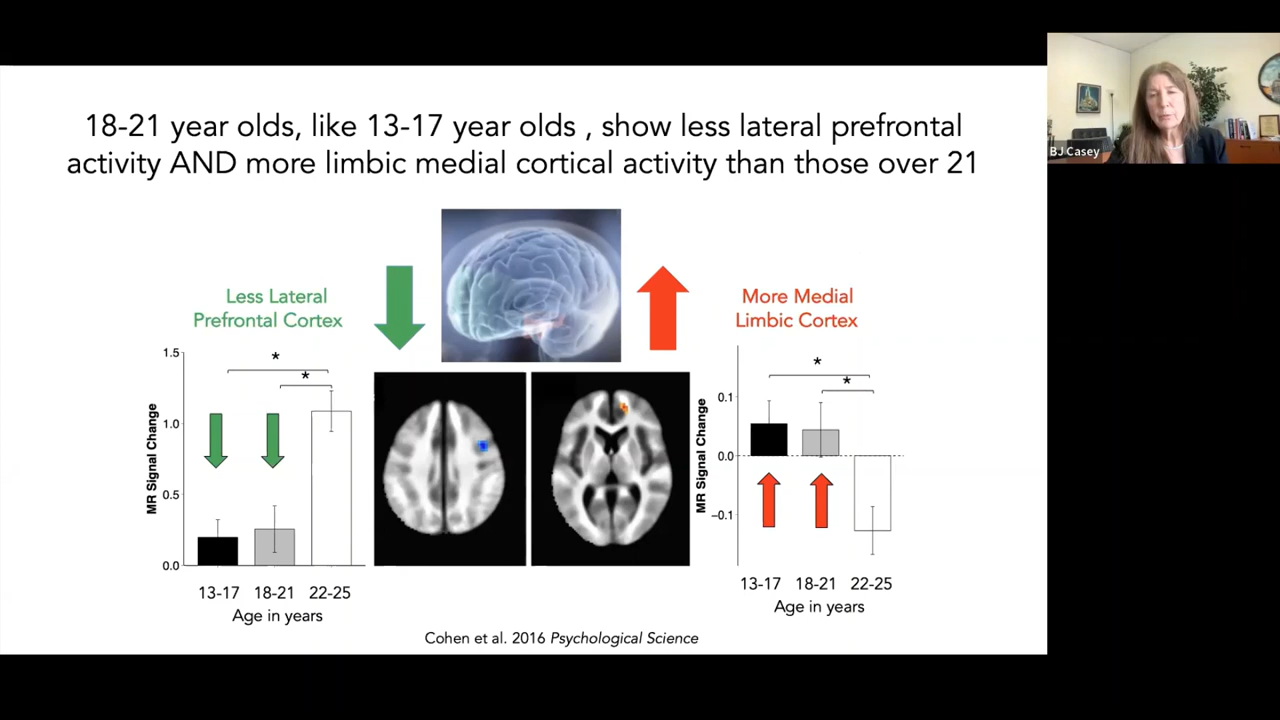 18-21 year olds, like 13-17 year olds , show less lateral prefrontal
activity AND more limbic medial cortical activity than those over 21
BJ Casey
Less Lateral
Prefrontal Cortex
More Medial
Limbic Cortex
MR Signal Change
1.5
1.0
0.5
0.0
*
*
13-17 18-21 22-25
Age in years
MR Signal Change
0.1
0.0
-0.1
*
*
13-17 18-21 22-25
Age in years
Cohen et al. 2016 Psychological Science